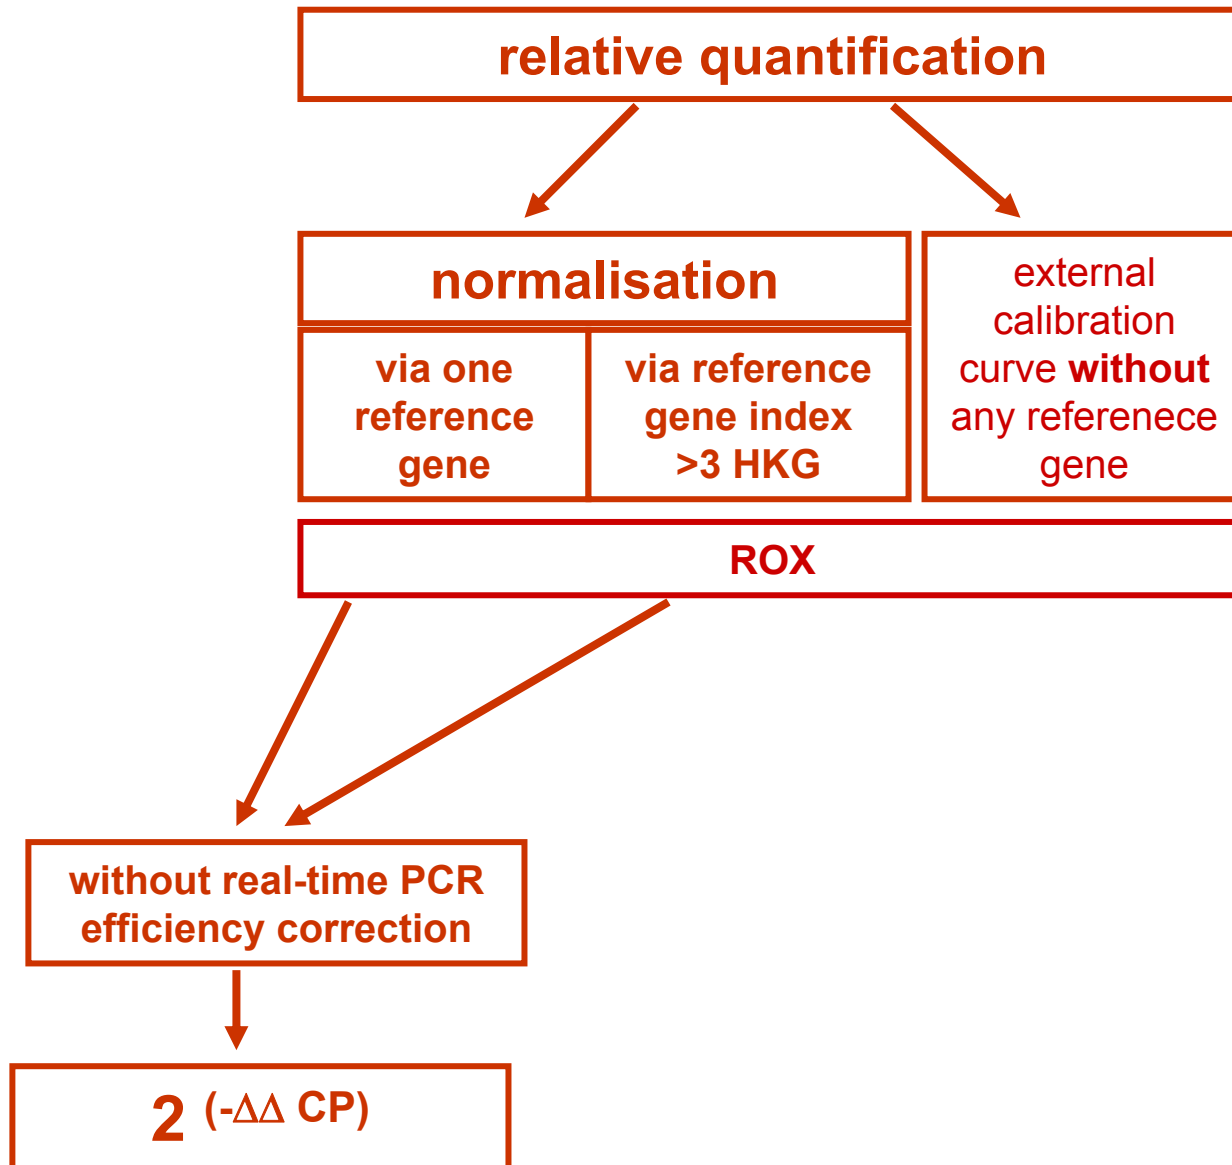 relative quantification
normalisation
via one
reference
gene
via reference
gene index
>3 HKG
external
calibration
curve without
any referenece
gene
ROX
without real-time PCR
efficiency correction
2 (-ΔΔ CP)